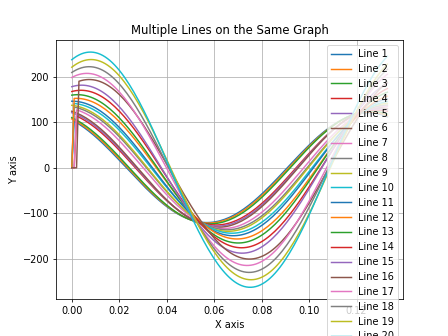 Multiple Lines on the Same Graph
Y axis
200
100
0
−100
−200
0.00 0.02 0.04 0.06 0.08 0.10
X axis
Line 1
Line 2
Line 3
Line 4
Line 5
Line 6
Line 7
Line 8
Line 9
Line 10
Line 11
Line 12
Line 13
Line 14
Line 15
Line 16
Line 17
Line 18
Line 19
Line 20